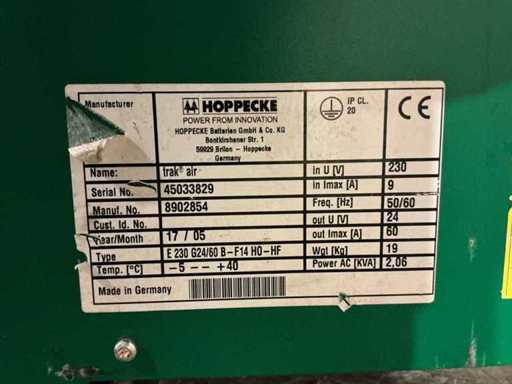 Manufacturer
HOPPECKE
POWER FROM INNOVATION
HOPPECKE Batterien GmbH & Co. KG
Bontkirchener Str. 1
59929 Brilon - Hoppecke
Germany
IP CL.
20
CE
Name: trak® air in U [V] 230
Serial No. 45033829 in Imax [A] 9
Manuf. No. 8902854 Freq. [Hz] 50/60
Cust. Id. No. out U [V] 24
Year/Month 17 / 05 out Imax [A] 60
Type E 230 G24/60 B-F14 HO-HF Wgt [Kg] 19
Temp. [°C] -5 -- +40 Power AC [KVA] 2,06
Made in Germany